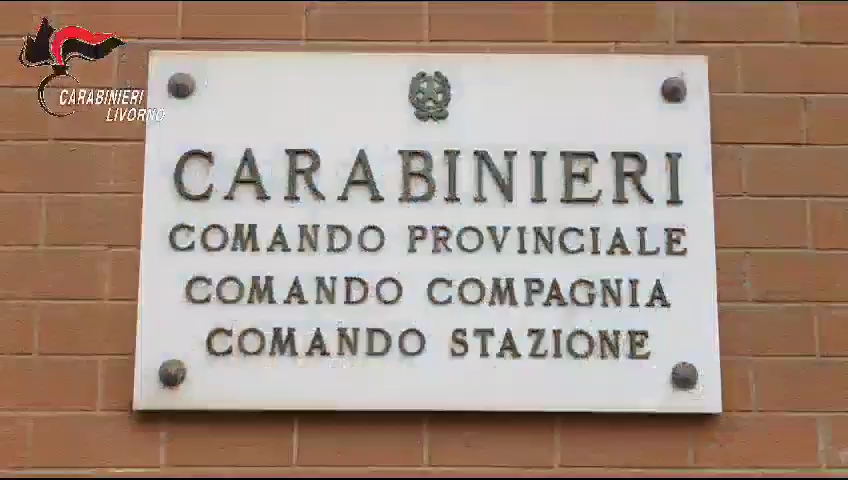 CARABINIERI
LIVORNO
CARABINIERI
COMANDO PROVINCIALE
COMANDO COMPAGNIA
COMANDO STAZIONE